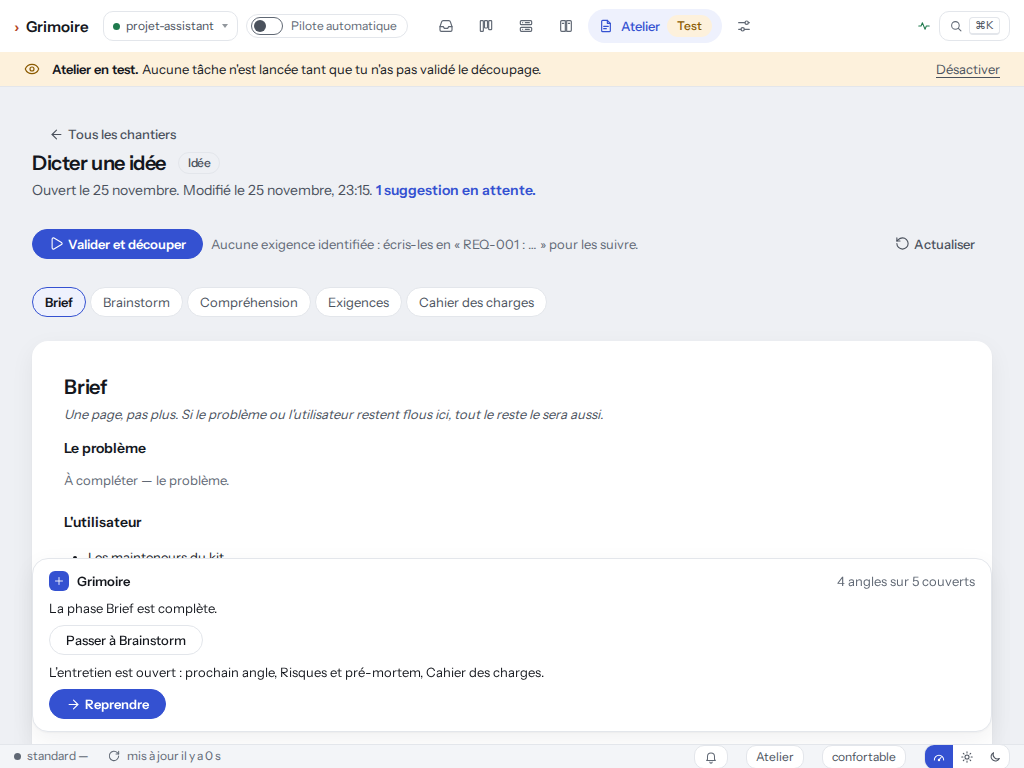 › Grimoire projet-assistant Pilote automatique Atelier Test ⌘K
Atelier en test. Aucune tâche n'est lancée tant que tu n'as pas validé le découpage. Désactiver
← Tous les chantiers
Dicter une idée Idée
Ouvert le 25 novembre. Modifié le 25 novembre, 23:15. 1 suggestion en attente.
Valider et découper Aucune exigence identifiée : écris-les en « REQ-001 : … » pour les suivre. Actualiser
Brief Brainstorm Compréhension Exigences Cahier des charges
Brief
Une page, pas plus. Si le problème ou l'utilisateur restent flous ici, tout le reste le sera aussi.
Le problème
À compléter — le problème.
L'utilisateur
• Les mainteneurs du kit
Grimoire 4 angles sur 5 couverts
La phase Brief est complète.
Passer à Brainstorm
L'entretien est ouvert : prochain angle, Risques et pré-mortem, Cahier des charges.
→ Reprendre
standard — mis à jour il y a 0 s Atelier confortable